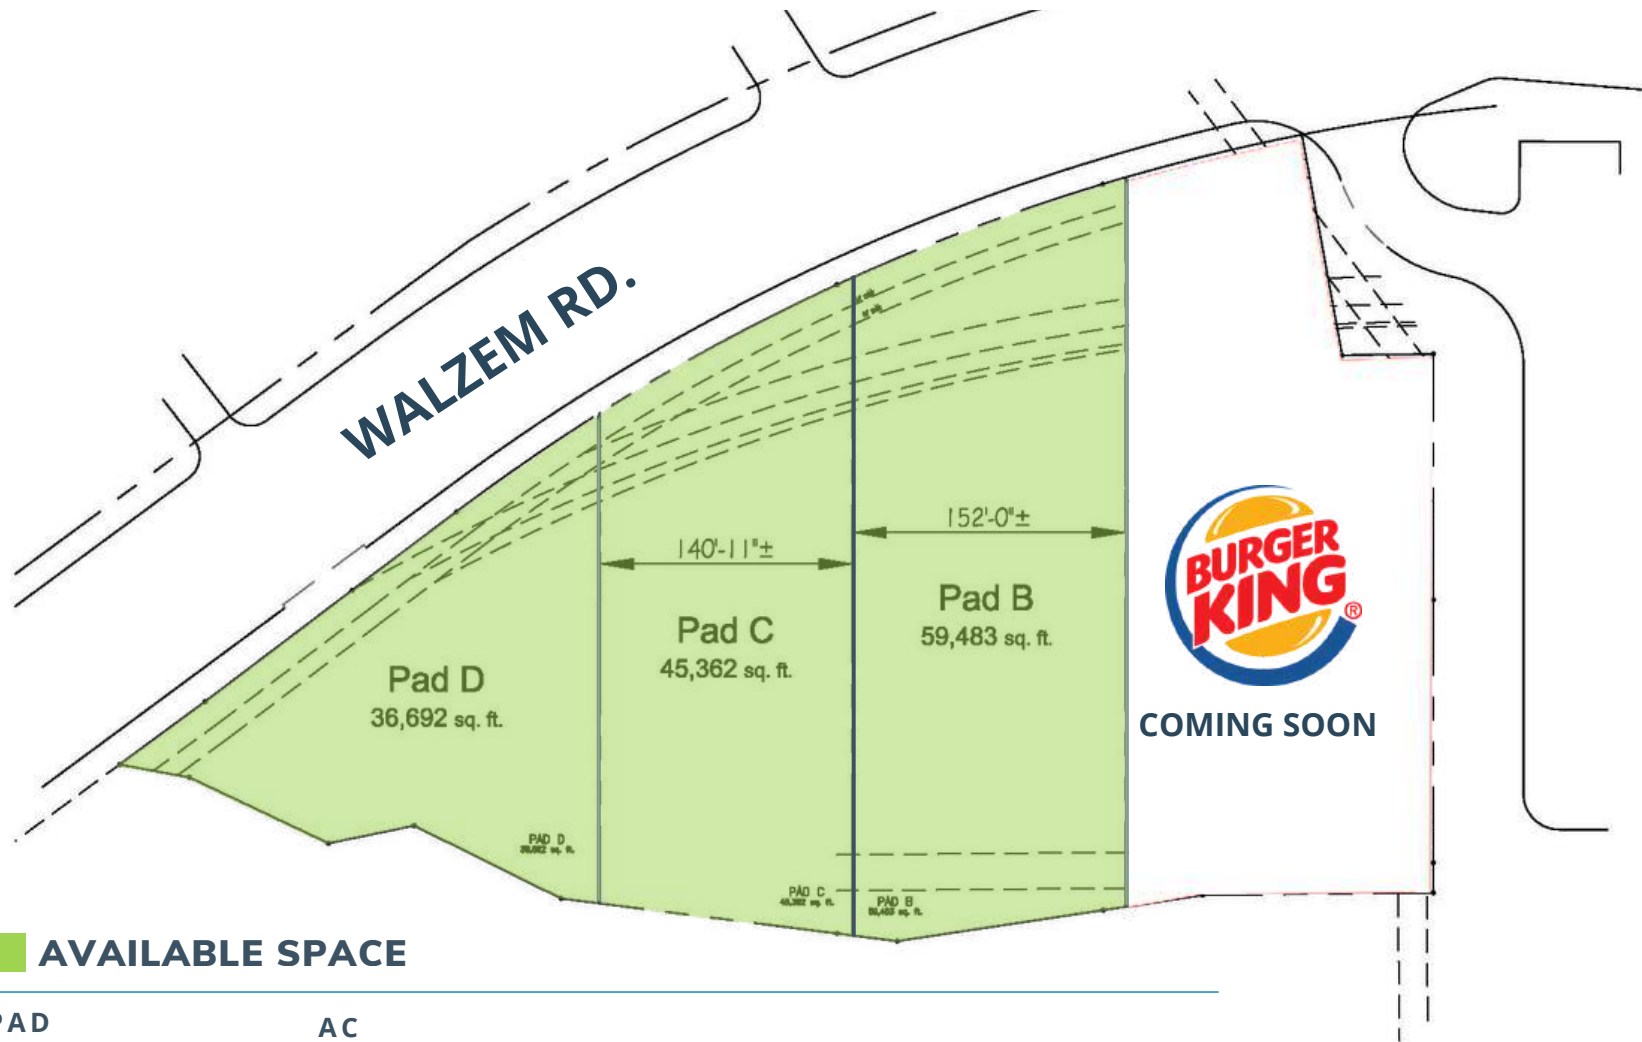 WALZEM RD.
152'-0"±
140'-11"±
Pad B
59,483 sq. ft.
Pad C
45,362 sq. ft.
Pad D
36,692 sq. ft.
BURGER
KING®
COMING SOON
PAD D
PAD C
PAD B
AVAILABLE SPACE
PAD
AC